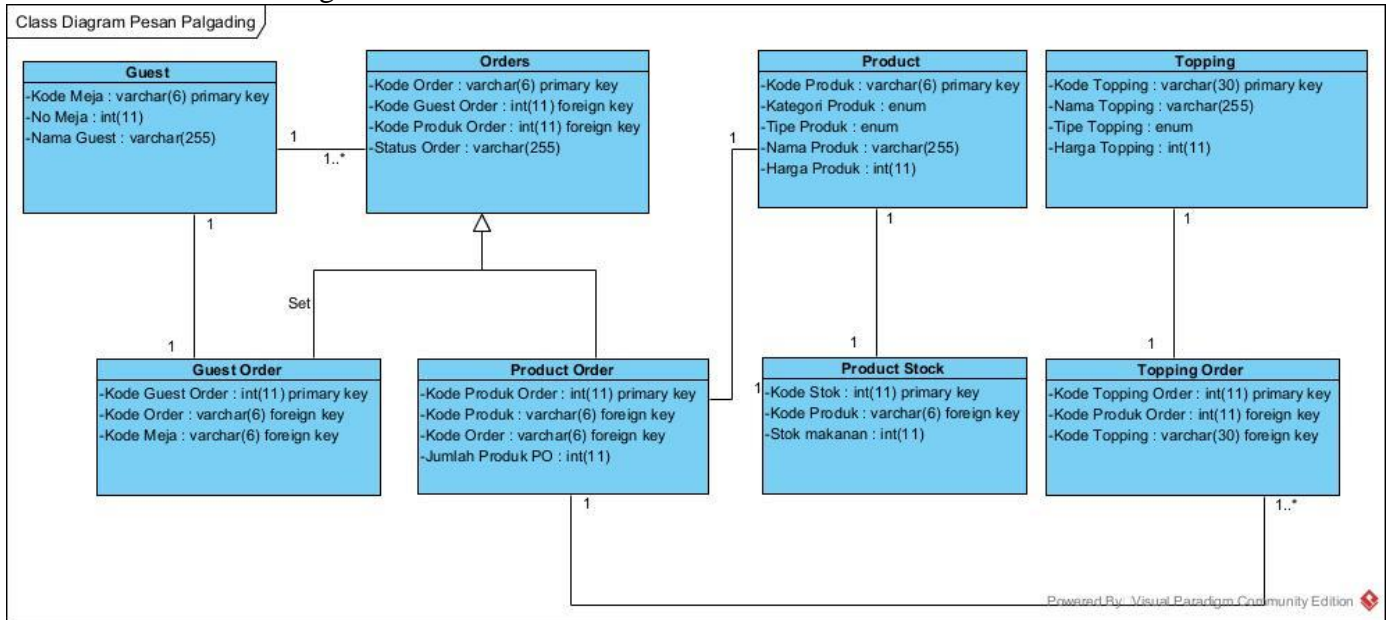 Class Diagram Pesan Palgading
Guest
-Kode Meja : varchar(6) primary key
-No Meja : int(11)
-Nama Guest : varchar(255)
Orders
-Kode Order : varchar(6) primary key
-Kode Guest Order : int(11) foreign key
-Kode Produk Order : int(11) foreign key
-Status Order : varchar(255)
Product
-Kode Produk : varchar(6) primary key
-Kategori Produk : enum
-Tipe Produk : enum
-Nama Produk : varchar(255)
-Harga Produk : int(11)
Topping
-Kode Topping : varchar(30) primary key
-Nama Topping : varchar(255)
-Tipe Topping : enum
-Harga Topping : int(11)
1
1..*
1
1
1
1
Set
1
1
1
1
Guest Order
-Kode Guest Order : int(11) primary key
-Kode Order : varchar(6) foreign key
-Kode Meja : varchar(6) foreign key
Product Order
-Kode Produk Order : int(11) primary key
-Kode Produk : varchar(6) foreign key
-Kode Order : varchar(6) foreign key
-Jumlah Produk PO : int(11)
Product Stock
-Kode Stok : int(11) primary key
-Kode Produk : varchar(6) foreign key
-Stok makanan : int(11)
Topping Order
-Kode Topping Order : int(11) primary key
-Kode Produk Order : int(11) foreign key
-Kode Topping : varchar(30) foreign key
1
1..*
Powered By Visual Paradigm Community Edition